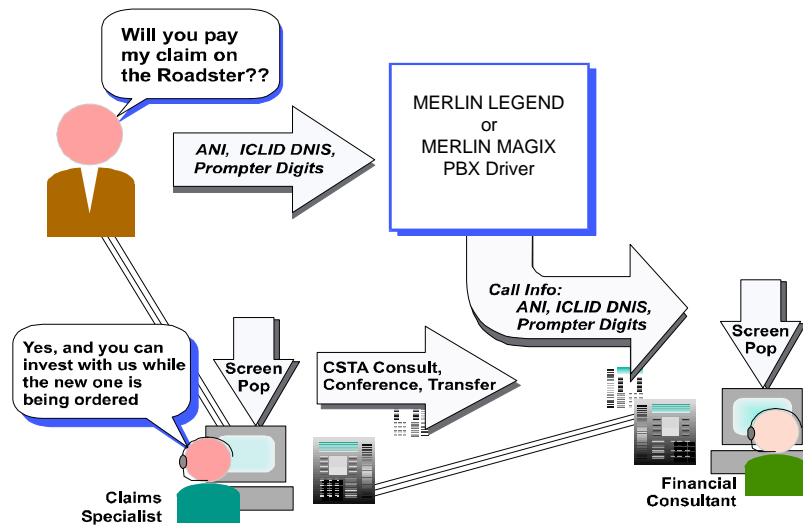 Will you pay
my claim on
the Roadster??
ANI, ICLID DNIS,
Prompter Digits
MERLIN LEGEND
or
MERLIN MAGIX
PBX Driver
Call Info:
ANI, ICLID DNIS,
Prompter Digits
Screen
Pop
Yes, and you can
invest with us while
the new one is
being ordered
Screen
Pop
CSTA Consult,
Conference, Transfer
Claims
Specialist
Financial
Consultant